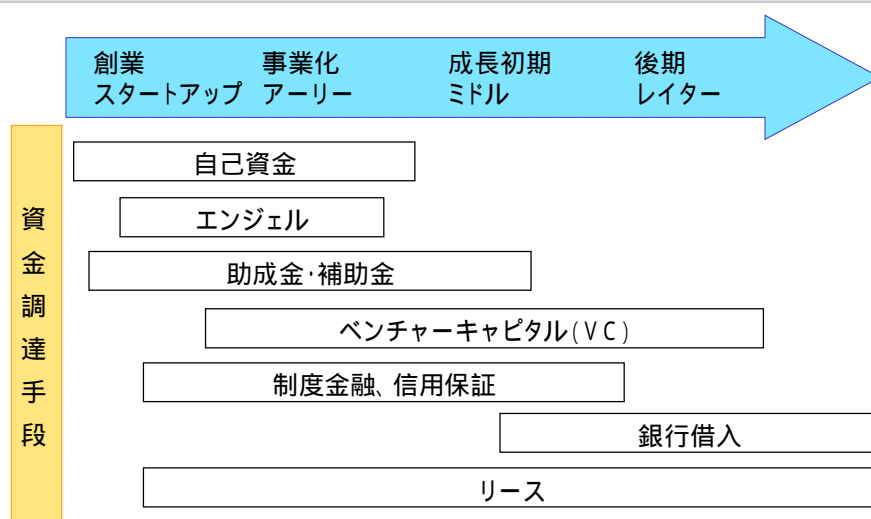 創業
スタートアップ
事業化
アーリー
成長初期
ミドル
後期
レイター
資金調達手段
自己資金
エンジェル
助成金・補助金
ベンチャーキャピタル(VC)
制度金融、信用保証
銀行借入
リース